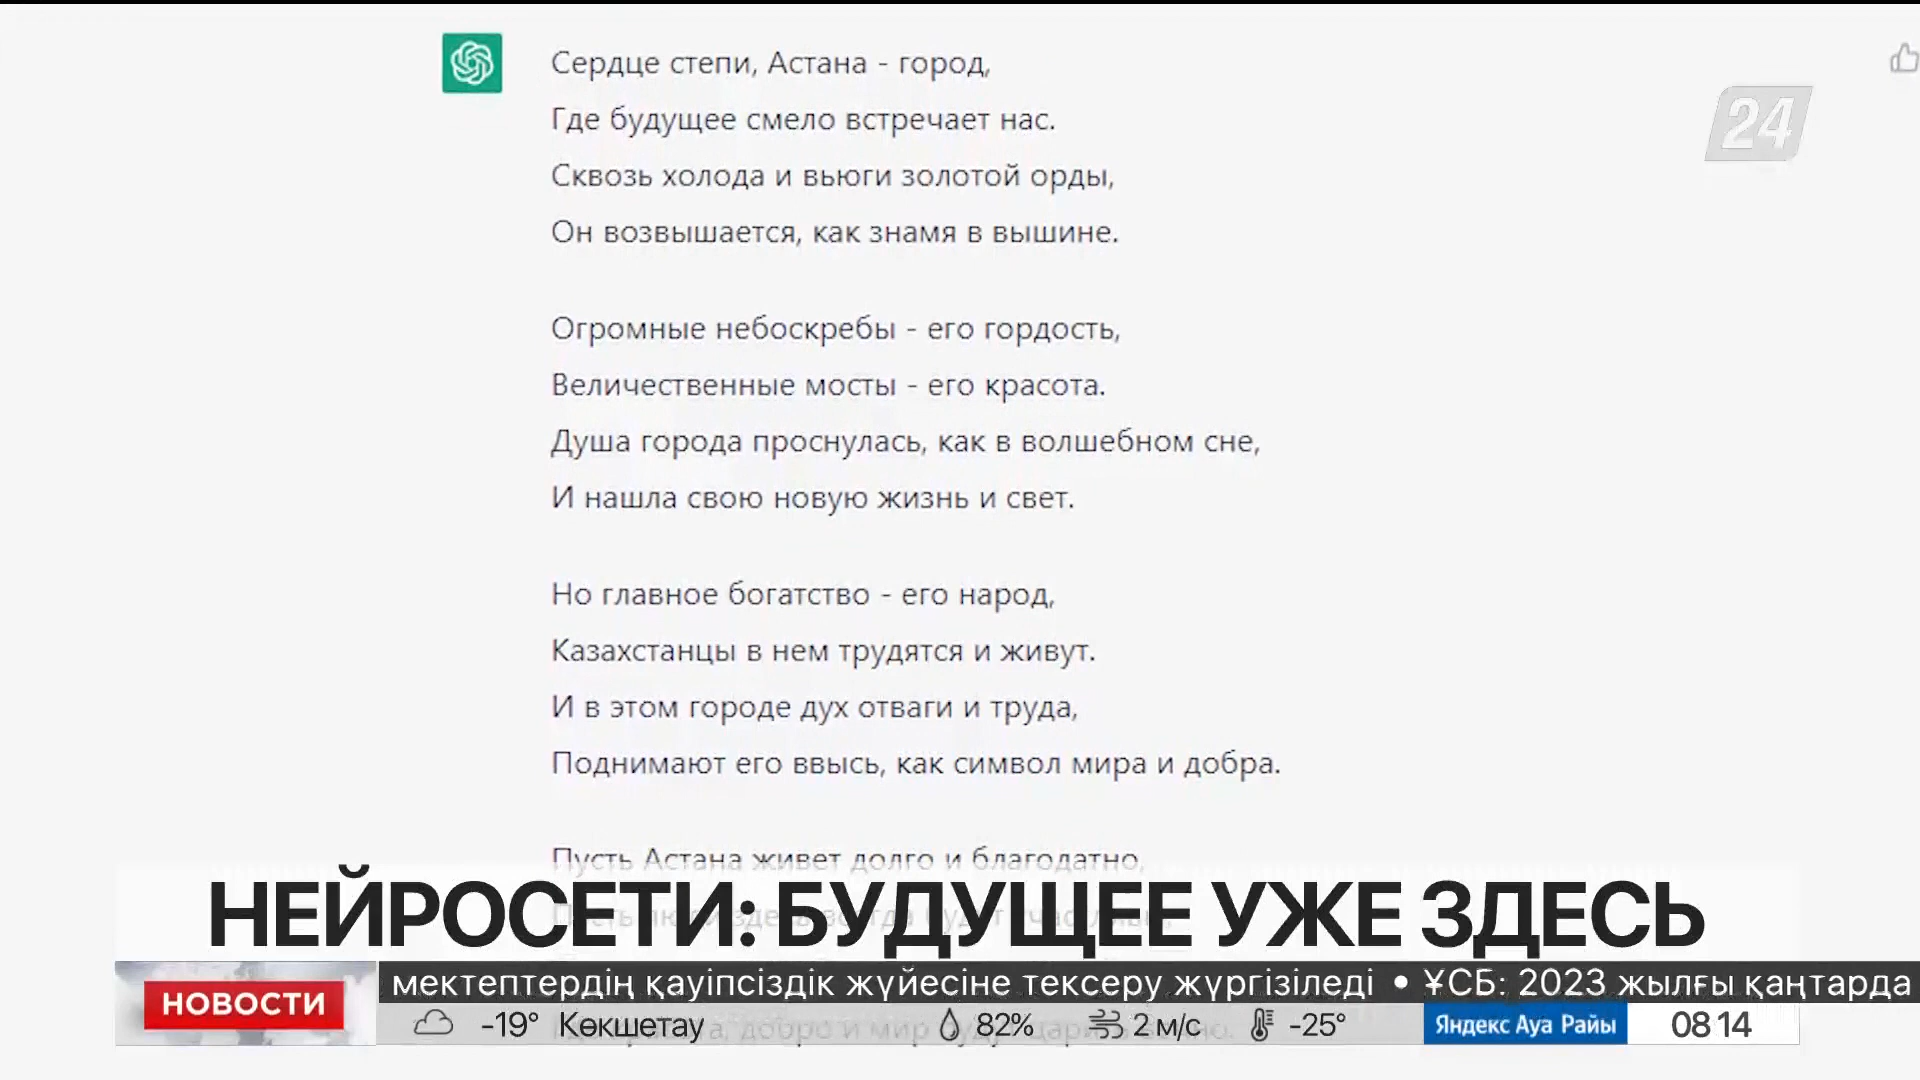 Сердце степи, Астана - город,
24
Где будущее смело встречает нас.
Сквозь холода и вьюги золотой орды,
Он возвышается, как знамя в вышине.
Огромные небоскребы - его гордость,
Величественные мосты - его красота.
Душа города проснулась, как в волшебном сне,
И нашла свою новую жизнь и свет.
Но главное богатство - его народ,
Казахстанцы в нем трудятся и живут.
И в этом городе дух отваги и труда,
Поднимают его ввысь, как символ мира и добра.
Пусть Астана живет долго и благодатно,
НЕЙРОСЕТИ: БУДУЩЕЕ УЖЕ ЗДЕСЬ
НОВОСТИ
мектептердің қауіпсіздік жүйесіне тексеру жүргізіледі • ҰСБ: 2023 жылғы қаңтарда
-19° Көкшетау 82% 2 м/с -25° Яндекс Ауа Райы 08 14